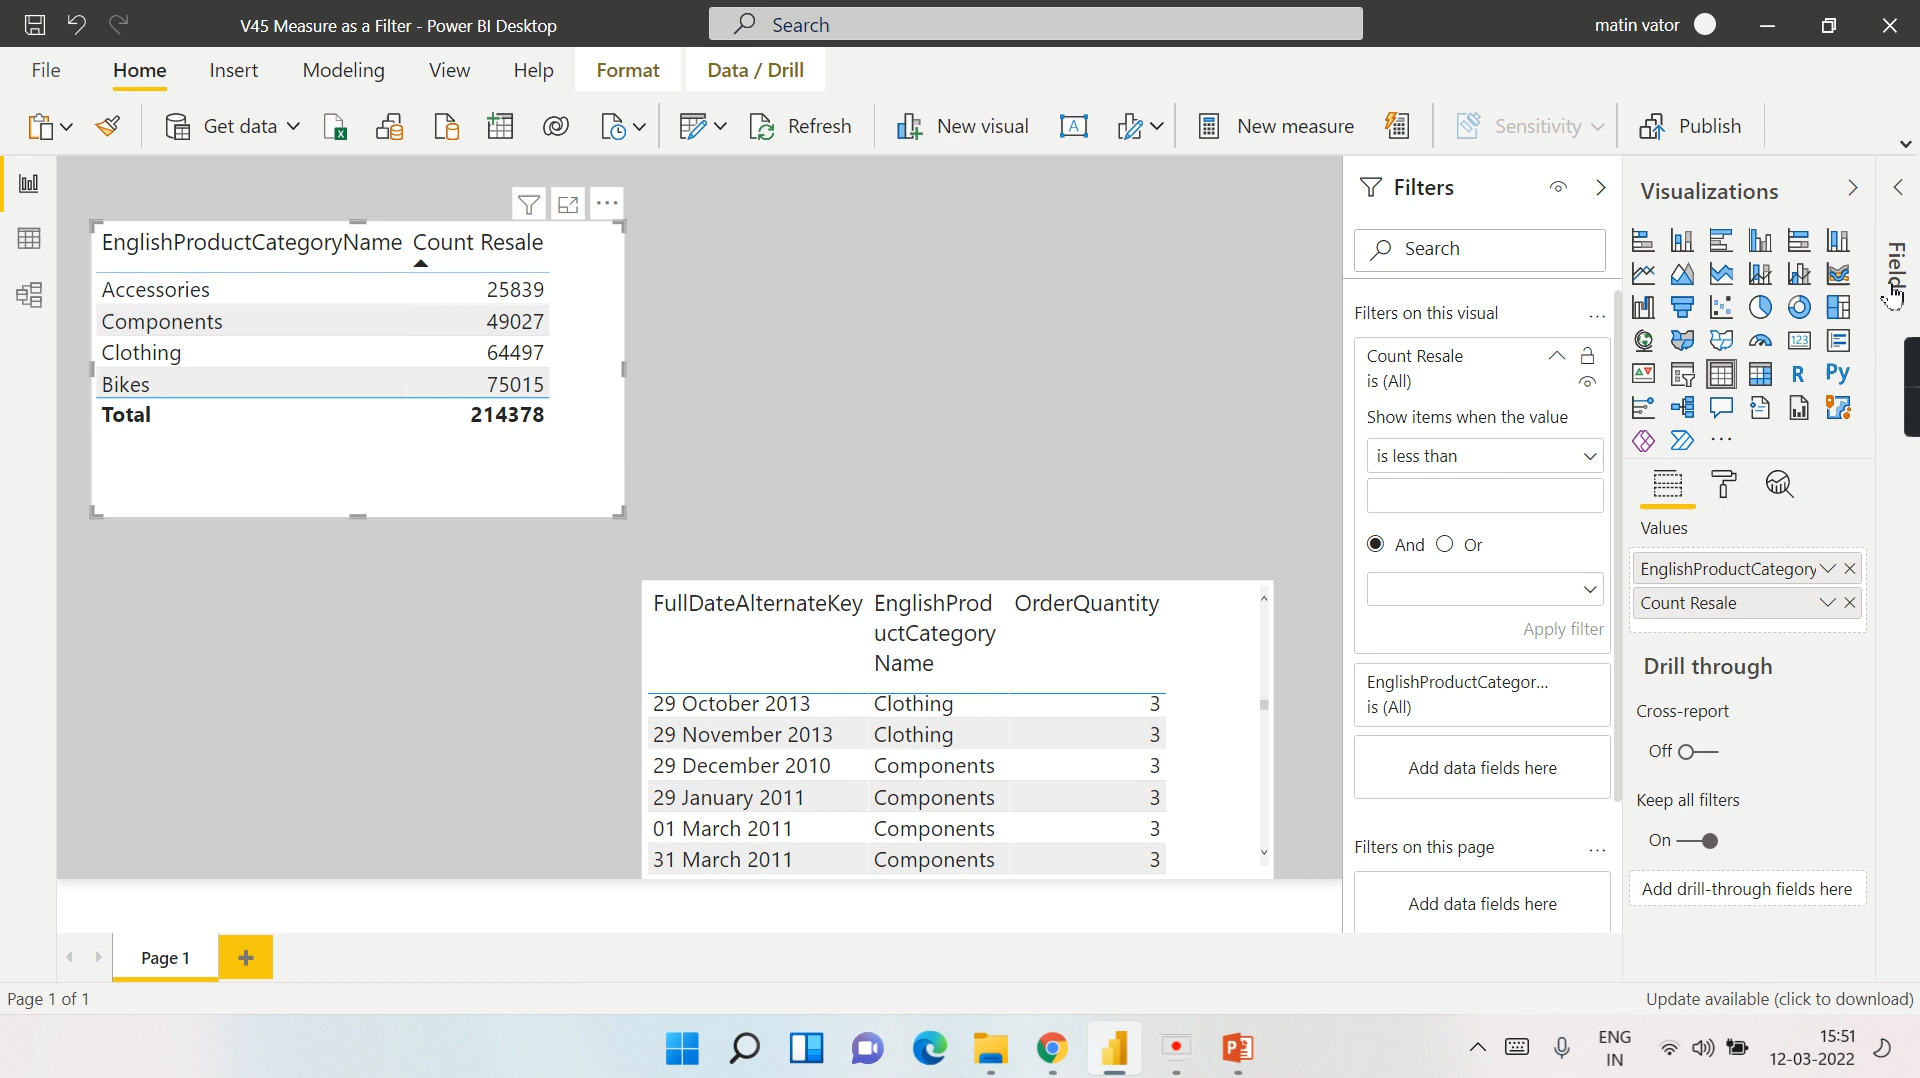 V45 Measure as a Filter - Power BI Desktop
Search
matin vator
File Home Insert Modeling View Help Format Data / Drill
Get data Refresh New visual New measure Sensitivity Publish
EnglishProductCategoryName Count Resale
Accessories 25839
Components 49027
Clothing 64497
Bikes 75015
Total 214378
FullDateAlternateKey EnglishProd OrderQuantity
uctCategory
Name
29 October 2013 Clothing 3
29 November 2013 Clothing 3
29 December 2010 Components 3
29 January 2011 Components 3
01 March 2011 Components 3
31 March 2011 Components 3
Filters
Search
Filters on this visual
Count Resale
is (All)
Show items when the value
is less than
And Or
Apply filter
EnglishProductCategor...
is (All)
Add data fields here
Filters on this page
Add data fields here
Visualizations
123
R Py
Values
EnglishProductCategory
Count Resale
Drill through
Cross-report
Off
Keep all filters
On
Add drill-through fields here
Fields
Page 1
Page 1 of 1
Update available (click to download)
ENG
IN
15:51
12-03-2022